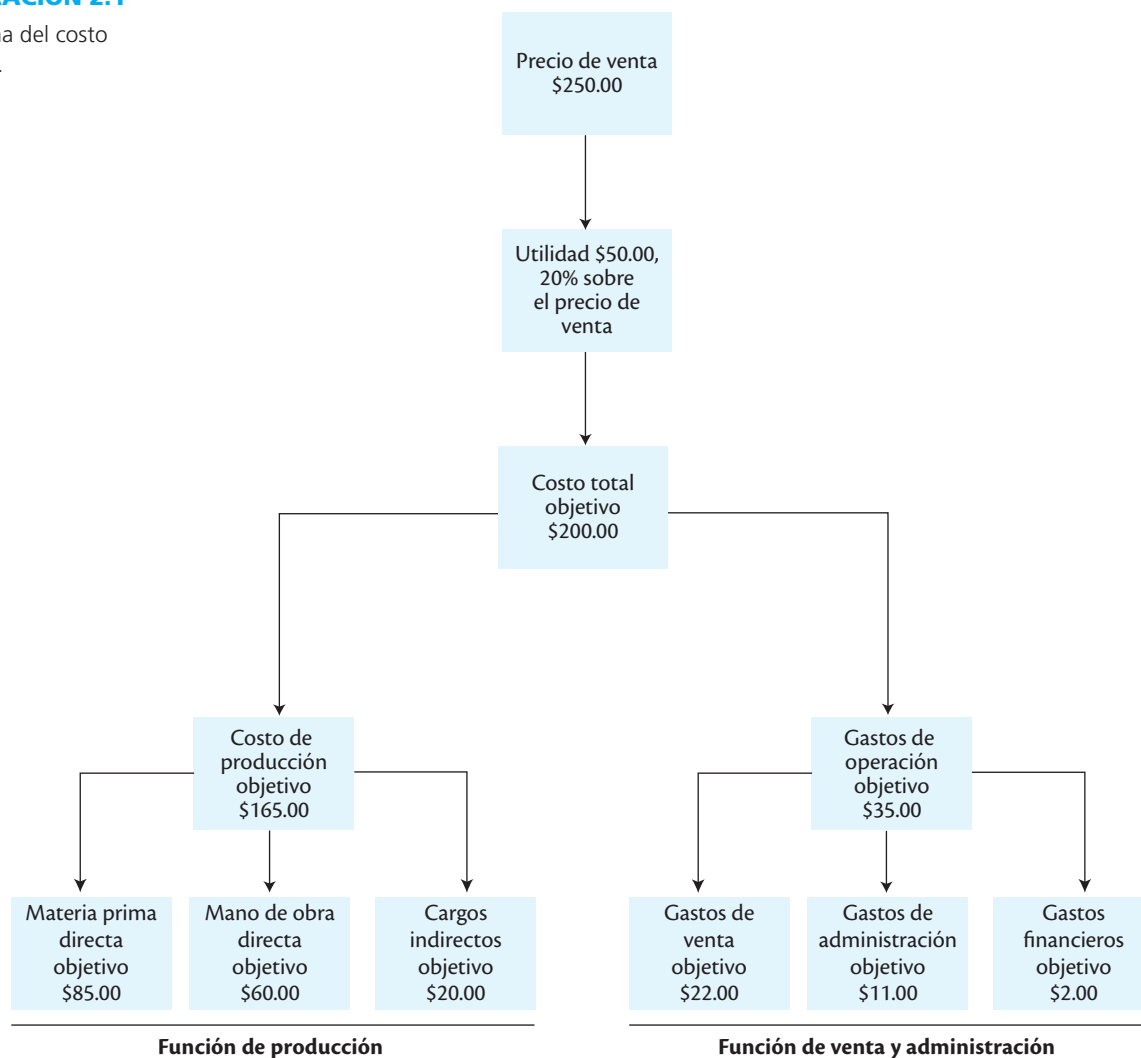 Precio de venta
$250.00
Utilidad $50.00,
20% sobre
el precio de
venta
Costo total
objetivo
$200.00
Costo de
producción
objetivo
$165.00
Gastos de
operación
objetivo
$35.00
Materia prima
directa
objetivo
$85.00
Mano de obra
directa
objetivo
$60.00
Cargos
indirectos
objetivo
$20.00
Gastos de
venta
objetivo
$22.00
Gastos de
administración
objetivo
$11.00
Gastos
financieros
objetivo
$2.00
Función de producción
Función de venta y administración
del costo